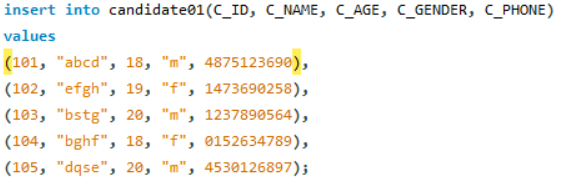 insert into candidate01(C_ID, C_NAME, C_AGE, C_GENDER, C_PHONE)
values
(101, "abcd", 18, "m", 4875123690),
(102, "efgh", 19, "f", 1473690258),
(103, "bstg", 20, "m", 1237890564),
(104, "bghf", 18, "f", 0152634789),
(105, "dqse", 20, "m", 4530126897);